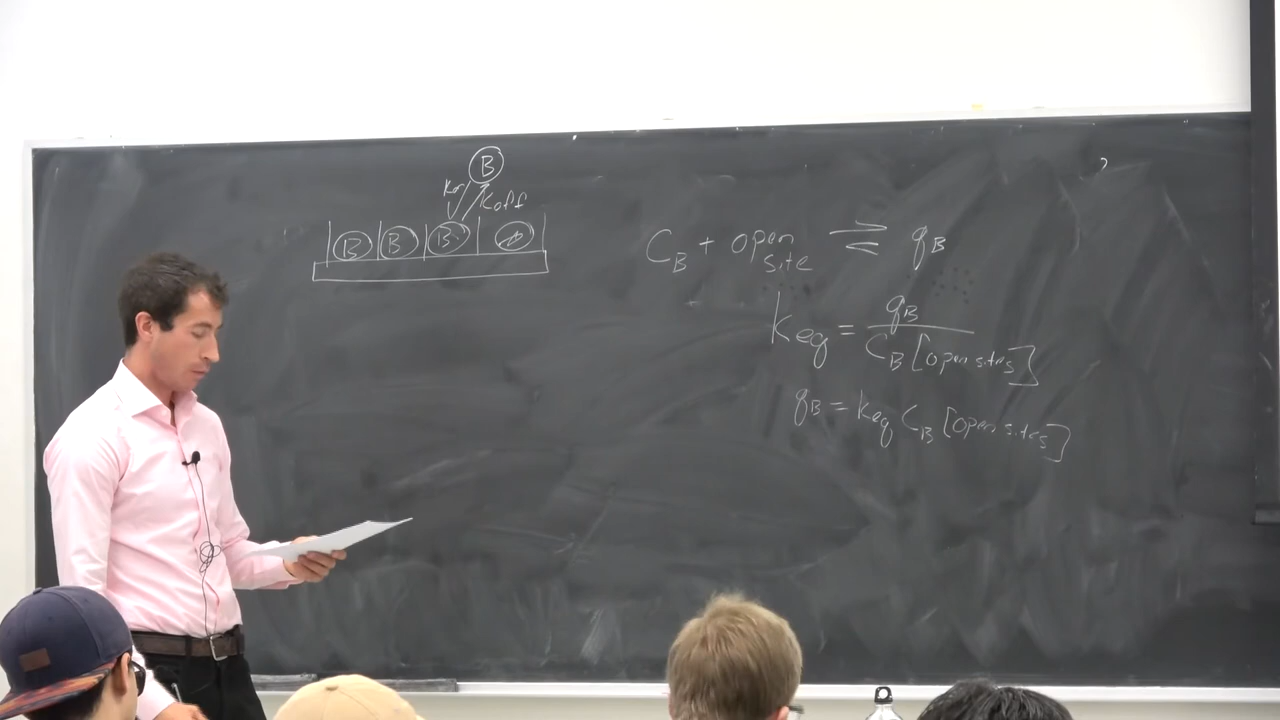 B
Kon Koff
B B B
C_B + open site ⇌ q_B
Keq = q_B / C_B [open sites]
q_B = Keq C_B [open sites]